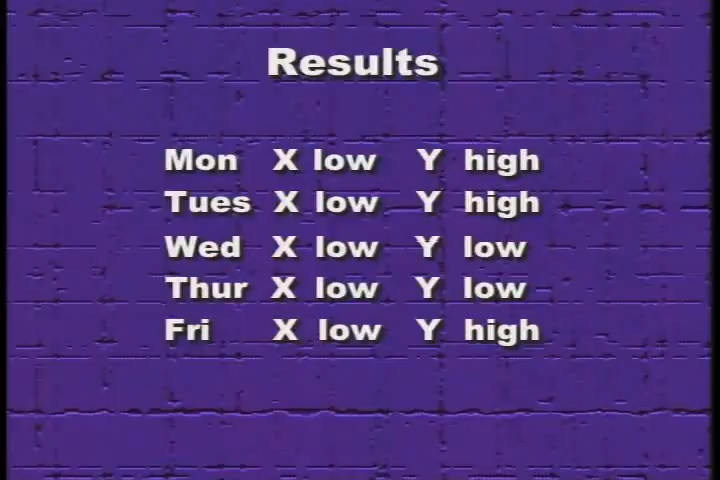 Results
Mon X low Y high
Tues X low Y high
Wed X low Y low
Thur X low Y low
Fri X low Y high